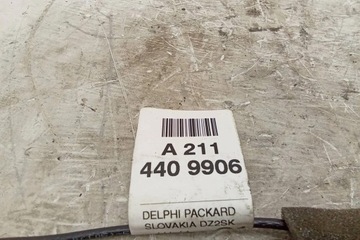 A 211
440 9906
DELPHI PACKARD
SLOVAKIA DZ2SK